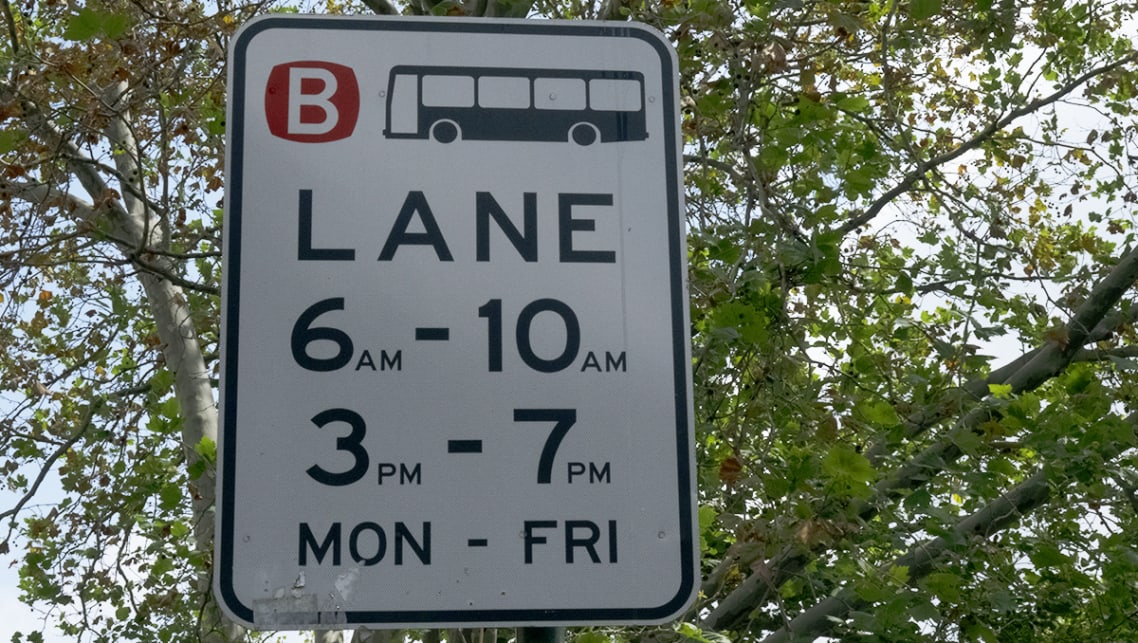 B
LANE
6AM - 10AM
3PM - 7PM
MON - FRI